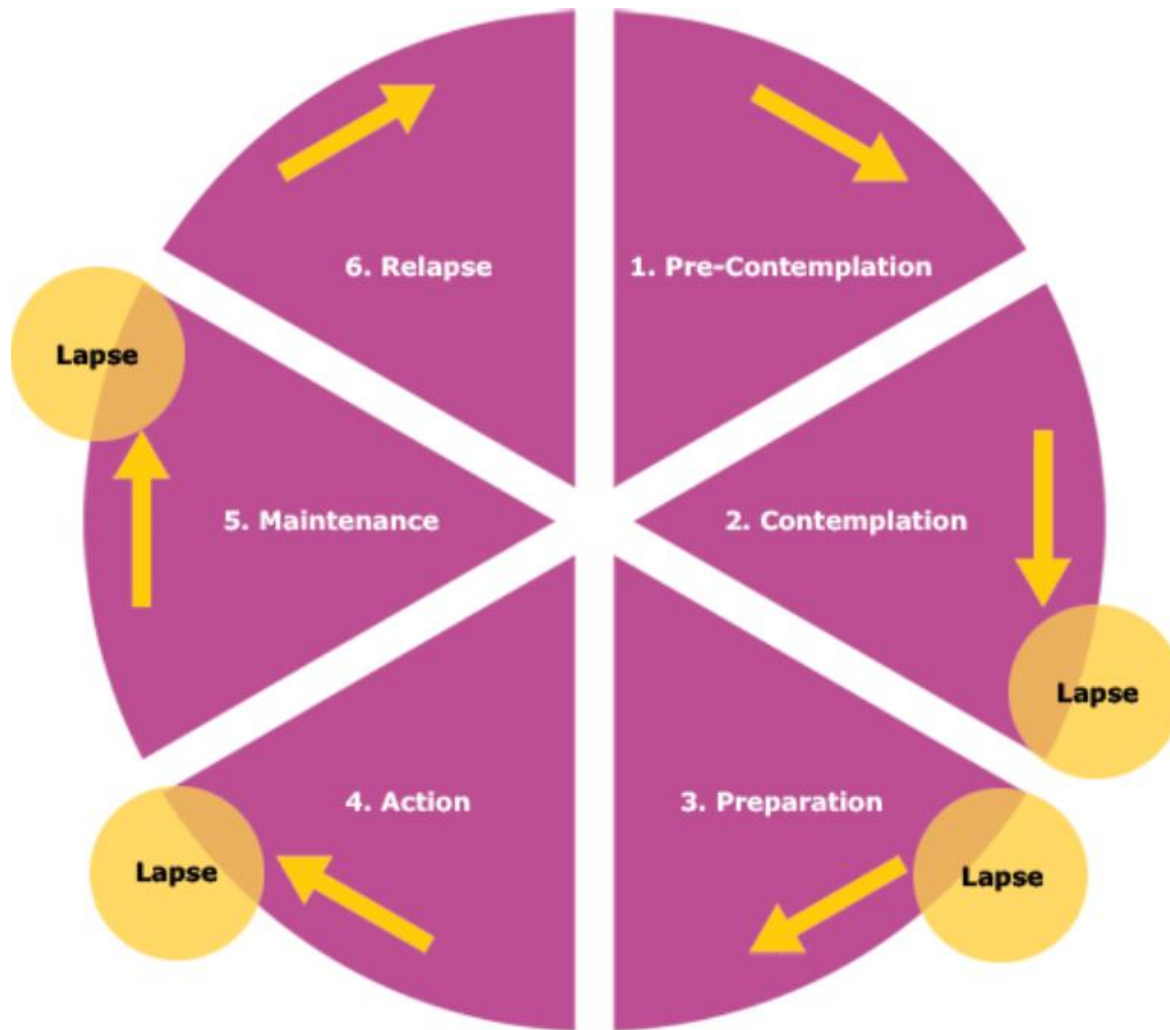 6. Relapse
1. Pre-Contemplation
Lapse
5. Maintenance
2. Contemplation
Lapse
4. Action
3. Preparation
Lapse
Lapse